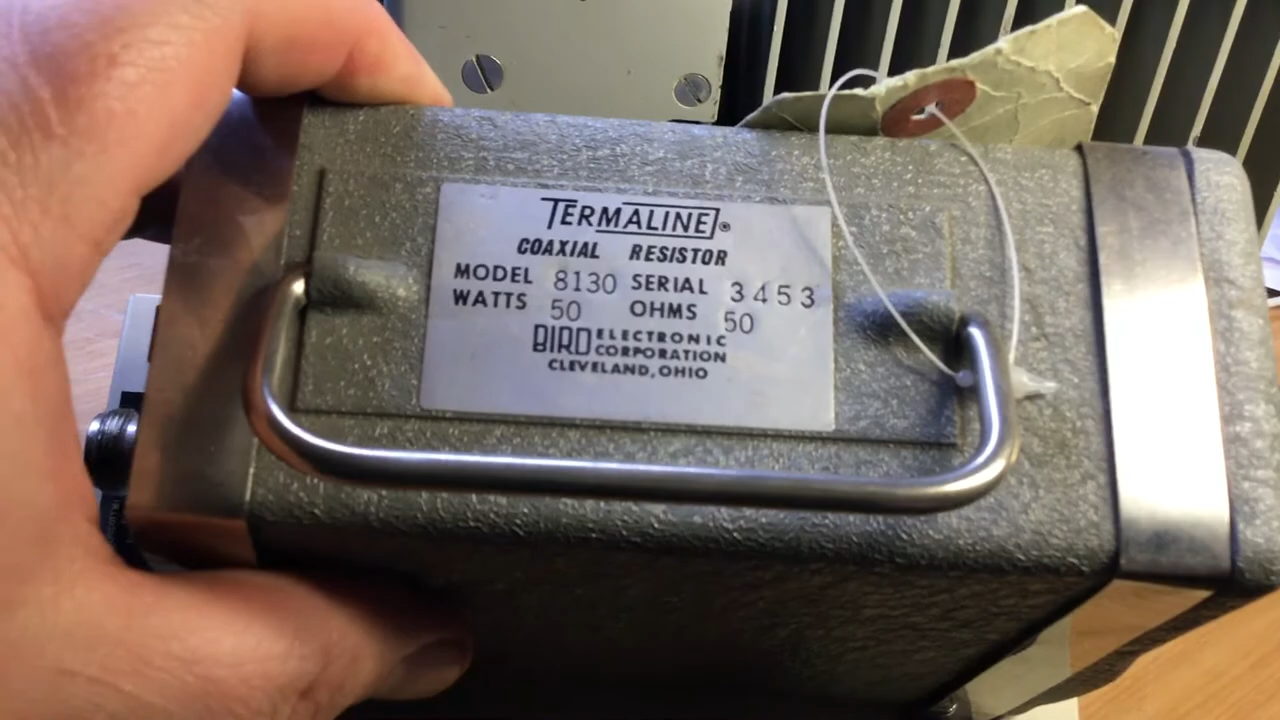 TERMALINE®
COAXIAL RESISTOR
MODEL 8130 SERIAL 3453
WATTS 50 OHMS 50
BIRD ELECTRONIC CORPORATION
CLEVELAND, OHIO